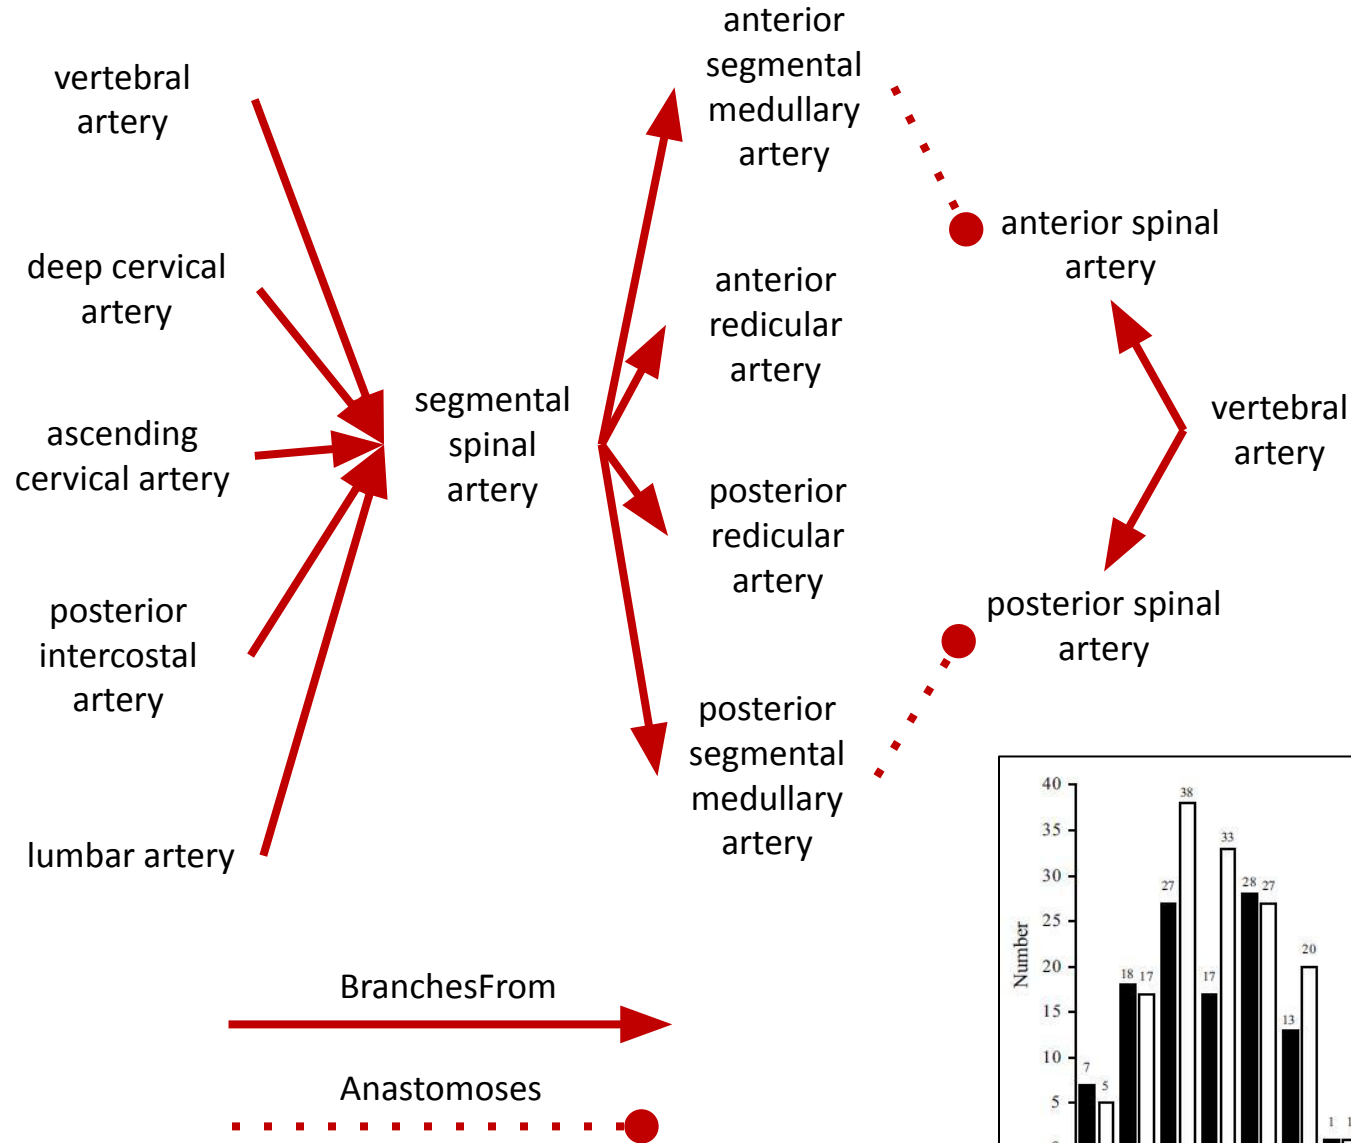 vertebral
artery
deep cervical
artery
ascending
cervical artery
posterior
intercostal
artery
lumbar artery
segmental
spinal
artery
anterior
segmental
medullary
artery
anterior
redicular
artery
posterior
redicular
artery
posterior
segmental
medullary
artery
anterior spinal
artery
vertebral
artery
posterior spinal
artery
BranchesFrom
Anastomoses
Number
40
35
30
25
20
15
10
5
7
5
18
17
27
38
17
33
28
27
13
20
1
1